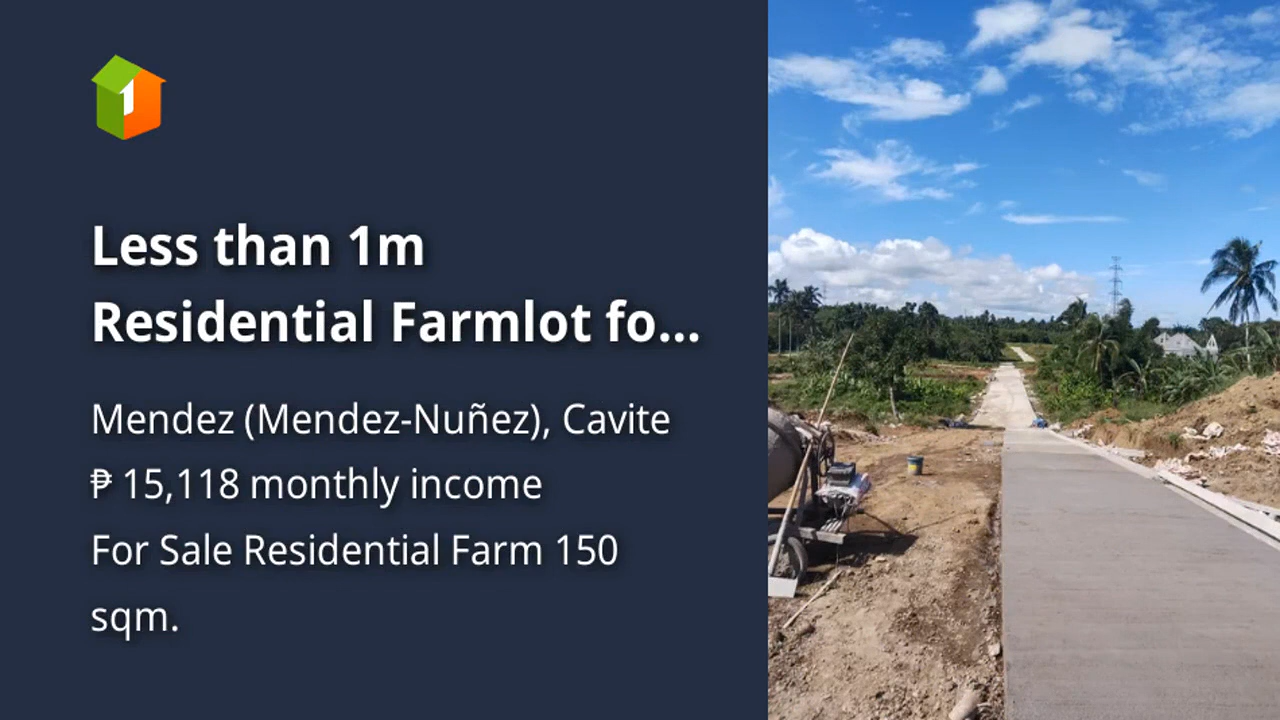 Less than 1m
Residential Farmlot fo...
Mendez (Mendez-Nuñez), Cavite
₱ 15,118 monthly income
For Sale Residential Farm 150
sqm.